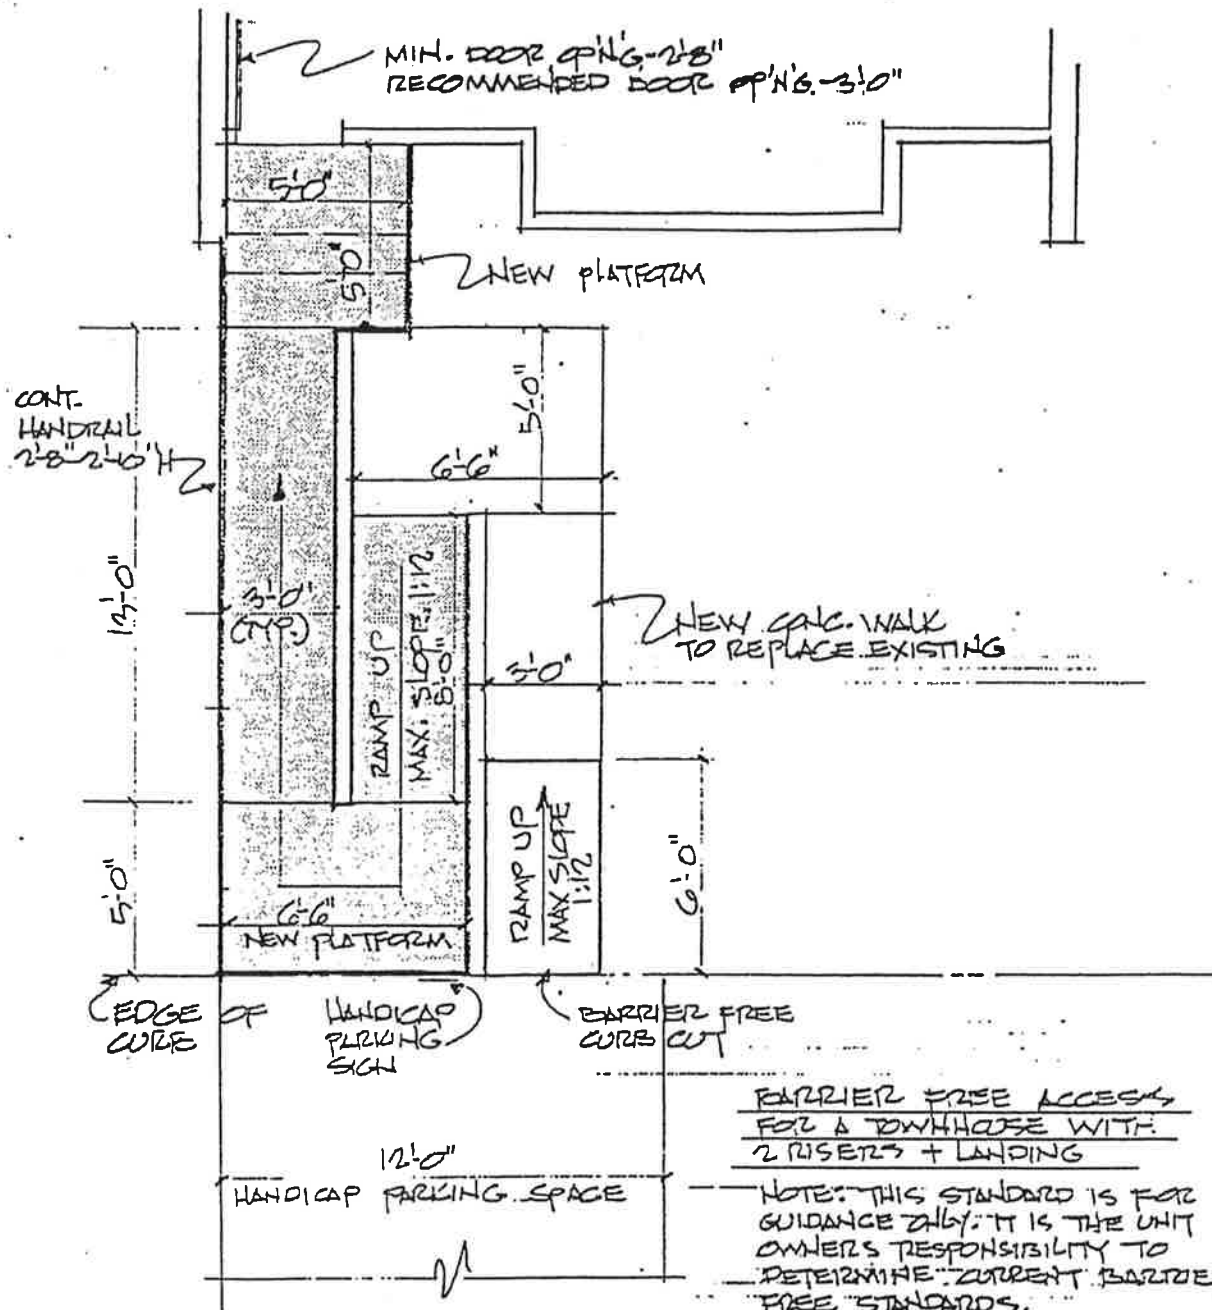 MIN. DOOR OP'N'G-2'8"
RECOMMENDED DOOR OP'N'G.-3'0"
5'0"
5'0"
NEW PLATFORM
CONT.
HANDRAIL
2'8"-2'10"H
5'-0"
6'-6"
13'-0"
3'-0"
(TYP.)
RAMP UP
MAX. SLOPE 1:12
8'-0"
NEW CONC. WALK
TO REPLACE EXISTING
3'-0"
RAMP UP
MAX SLOPE
1:12
6'-0"
5'-0"
6'-6"
NEW PLATFORM
EDGE OF
CURB
HANDICAP
PARKING
SIGN
BARRIER FREE
CURB CUT
12'-0"
HANDICAP PARKING SPACE
BARRIER FREE ACCESS
FOR A TOWNHOUSE WITH
2 RISERS + LANDING
NOTE: THIS STANDARD IS FOR
GUIDANCE ONLY. IT IS THE UNIT
OWNERS RESPONSIBILITY TO
DETERMINE CURRENT BARRIE
FREE STANDARDS.